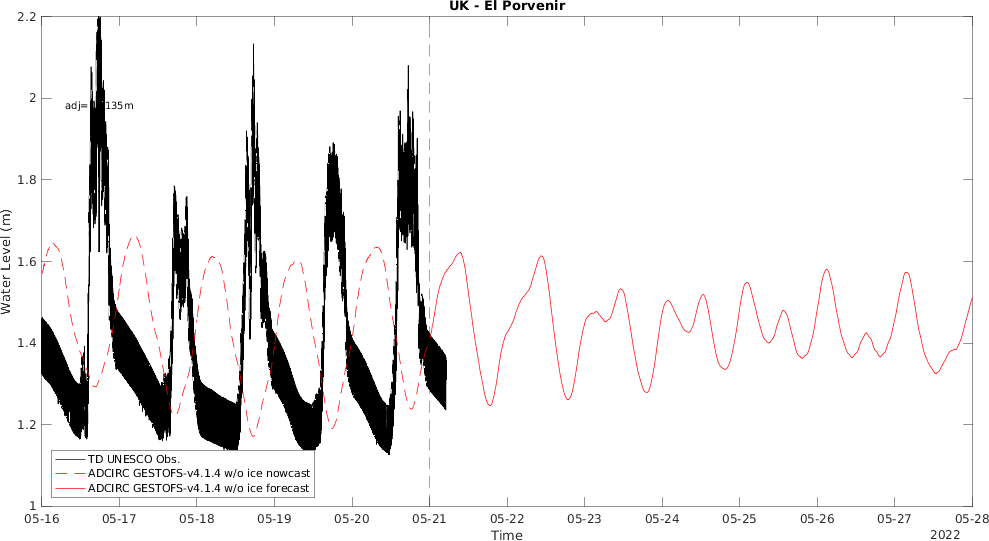 UK - El Porvenir
2.2
2
1.8
1.6
1.4
1.2
1
Water Level (m)
adj= 135m
TD UNESCO Obs.
ADCIRC GESTOFS-v4.1.4 w/o ice nowcast
ADCIRC GESTOFS-v4.1.4 w/o ice forecast
05-16 05-17 05-18 05-19 05-20 05-21 05-22 05-23 05-24 05-25 05-26 05-27 05-28
Time
2022